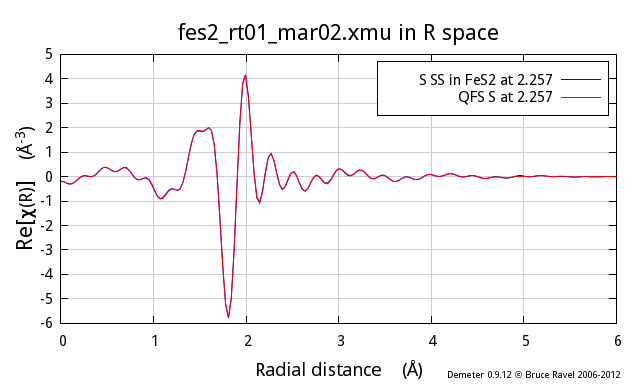 fes2_rt01_mar02.xmu in R space
S SS in FeS2 at 2.257
QFS S at 2.257
Re[χ(R)] (Å-3)
5
4
3
2
1
0
-1
-2
-3
-4
-5
-6
0 1 2 3 4 5 6
Radial distance (Å)
Demeter 0.9.12 © Bruce Ravel 2006-2012